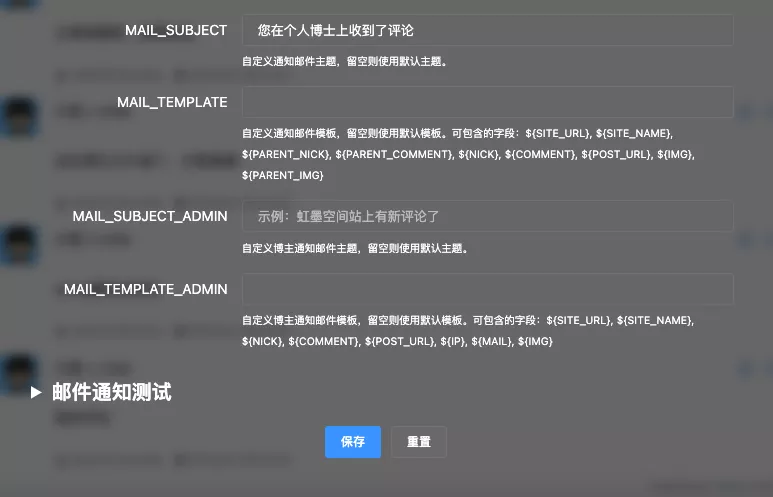 MAIL_SUBJECT
您在个人博士上收到了评论
自定义通知邮件主题，留空则使用默认主题。
MAIL_TEMPLATE
自定义通知邮件模板，留空则使用默认模板。可包含的字段：${SITE_URL}, ${SITE_NAME},
${PARENT_NICK}, ${PARENT_COMMENT}, ${NICK}, ${COMMENT}, ${POST_URL}, ${IMG},
${PARENT_IMG}
MAIL_SUBJECT_ADMIN
示例：虹墨空间站上有新评论了
自定义博主通知邮件主题，留空则使用默认主题。
MAIL_TEMPLATE_ADMIN
自定义博主通知邮件模板，留空则使用默认模板。可包含的字段：${SITE_URL}, ${SITE_NAME},
${NICK}, ${COMMENT}, ${POST_URL}, ${IP}, ${MAIL}, ${IMG}
邮件通知测试
保存
重置